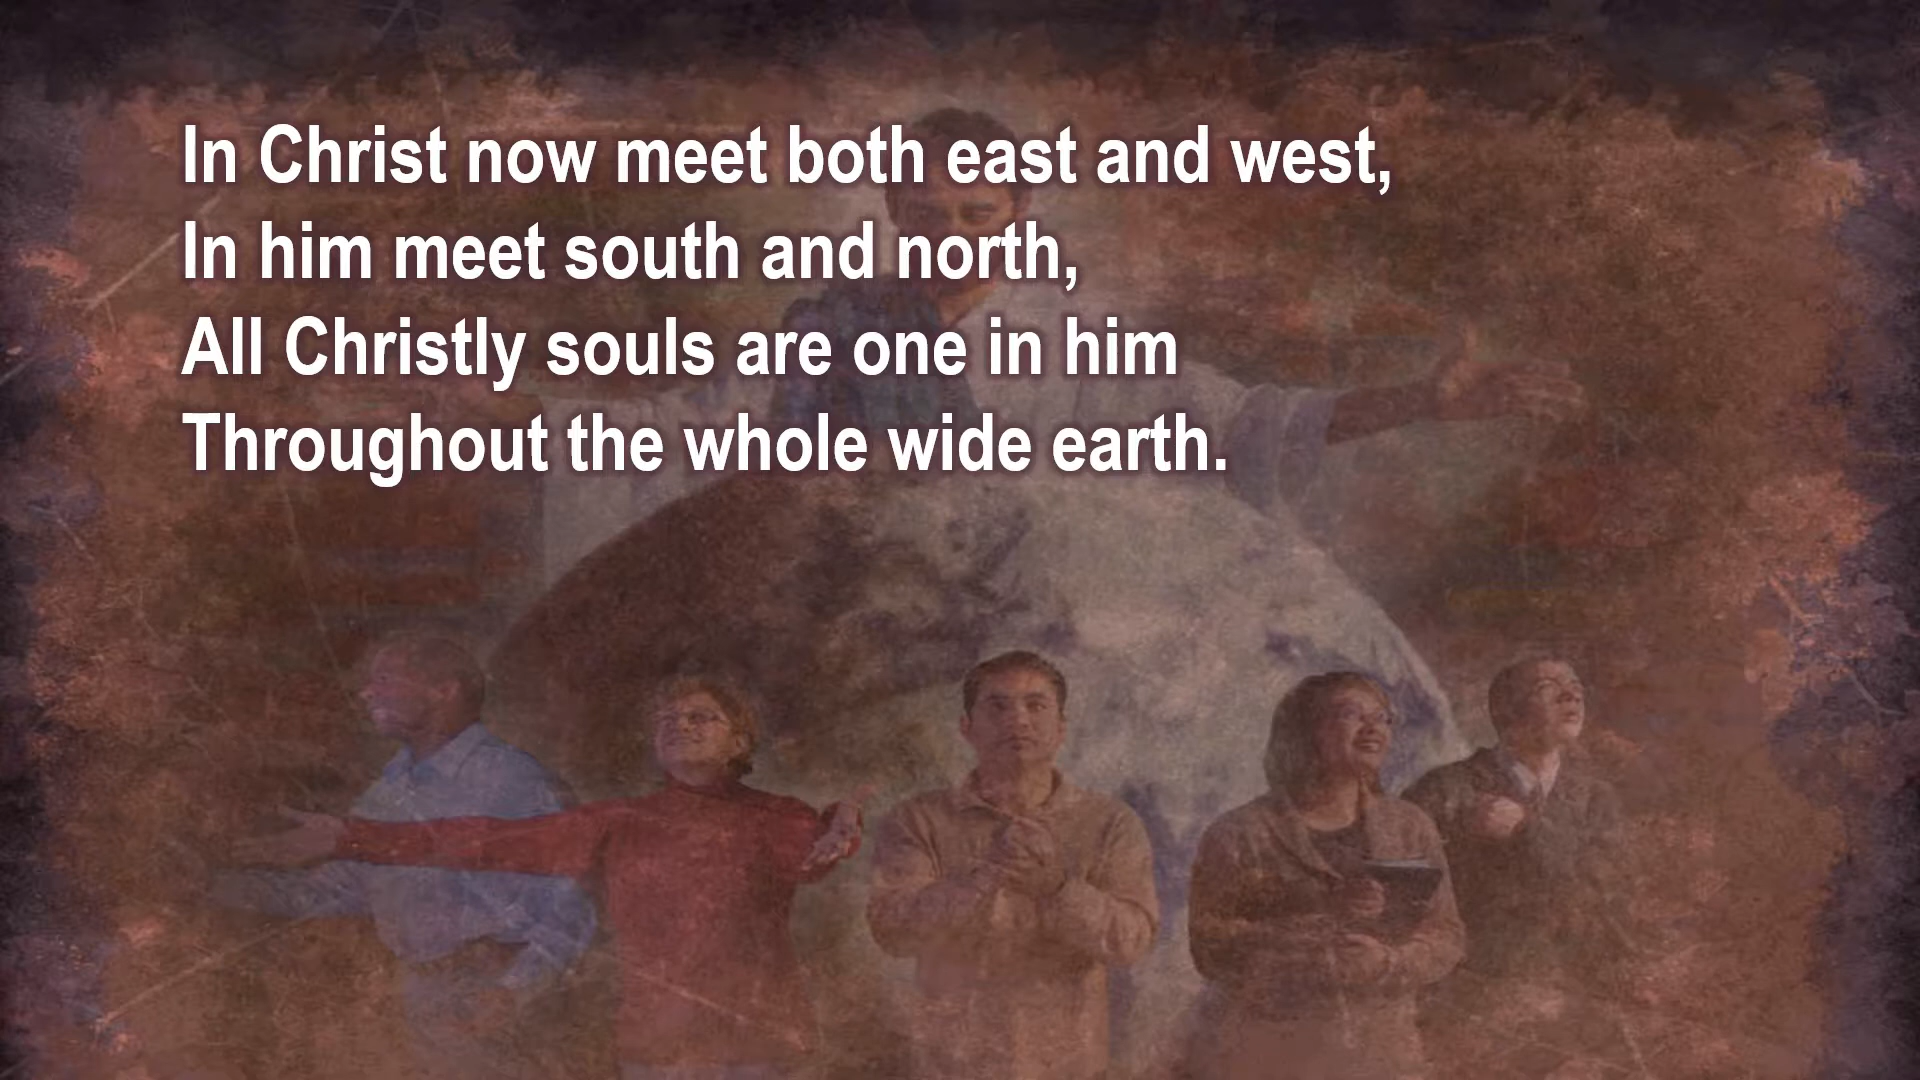 In Christ now meet both east and west,
In him meet south and north,
All Christly souls are one in him
Throughout the whole wide earth.